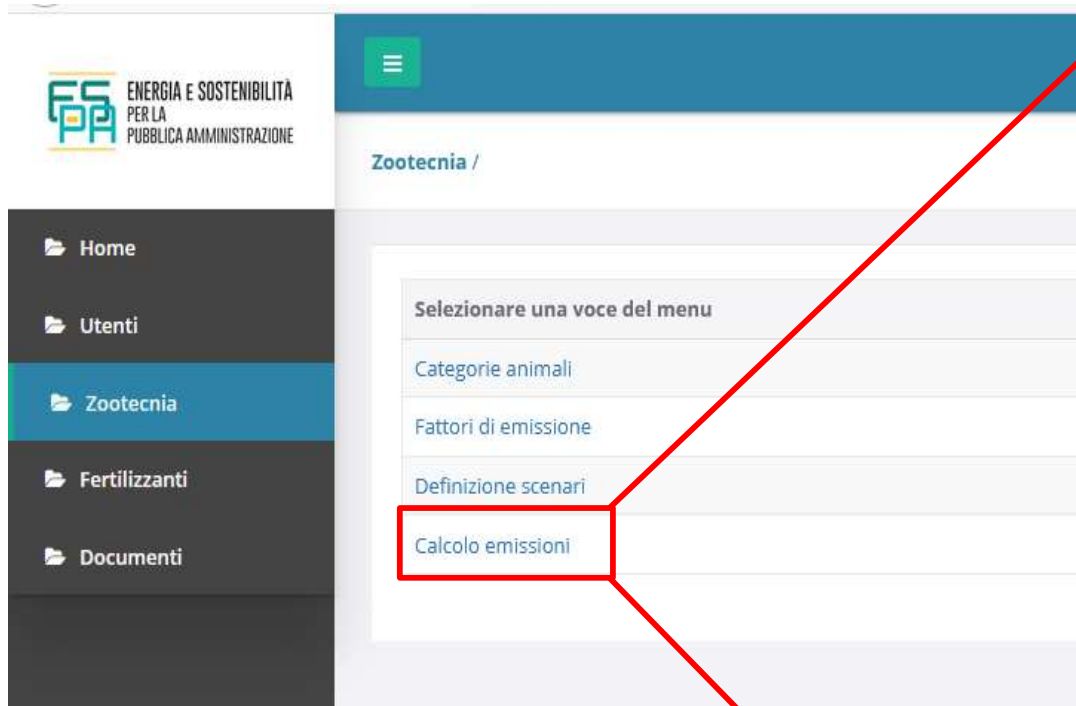 ESPA
ENERGIA E SOSTENIBILITÀ
PER LA
PUBBLICA AMMINISTRAZIONE
Zootecnia /
Home
Utenti
Zootecnia
Fertilizzanti
Documenti
Selezionare una voce del menu
Categorie animali
Fattori di emissione
Definizione scenari
Calcolo emissioni